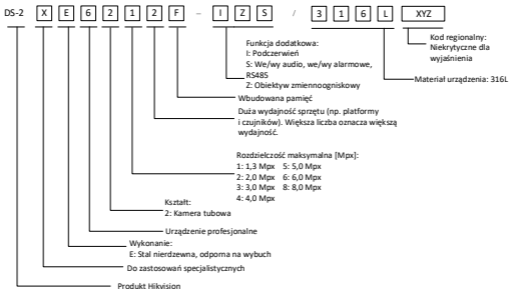 DS-2 X E 6 2 1 2 F - I Z S / 3 1 6 L XYZ
Kod regionalny:
Niekrytyczne dla
wyjaśnienia
Materiał urządzenia: 316L
Funkcja dodatkowa:
I: Podczerwień
S: We/wy audio, we/wy alarmowe,
RS485
Z: Obiektyw zmiennoogniskowy
Wbudowana pamięć
Duża wydajność sprzętu (np. platformy
i czujników). Większa liczba oznacza większą
wydajność.
Rozdzielczość maksymalna [Mpx]:
1: 1,3 Mpx 5: 5,0 Mpx
2: 2,0 Mpx 6: 6,0 Mpx
3: 3,0 Mpx 8: 8,0 Mpx
4: 4,0 Mpx
Kształt:
2: Kamera tubowa
Urządzenie profesjonalne
Wykonanie:
E: Stal nierdzewna, odporna na wybuch
Do zastosowań specjalistycznych
Produkt Hikvision